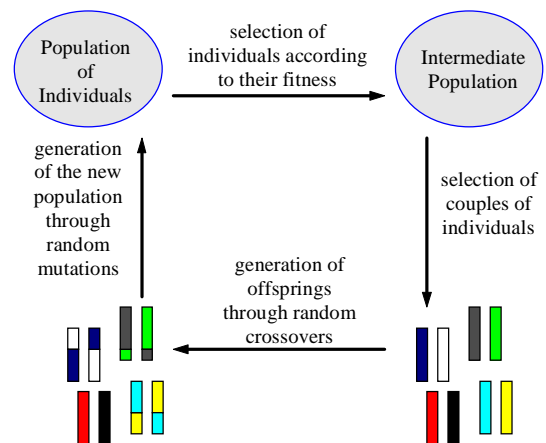 Population
of
Individuals
selection of
individuals according
to their fitness
Intermediate
Population
selection of
couples of
individuals
generation of
offsprings
through random
crossovers
generation
of the new
population
through
random
mutations